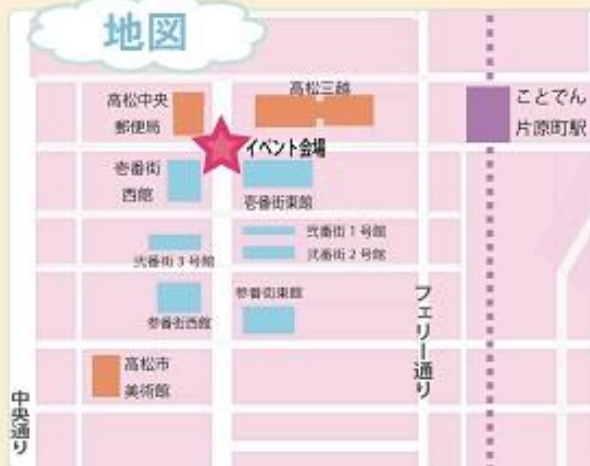 地図
高松中央
郵便局
高松三越
ことでん
片原町駅
イベント会場
壱番街
西館
壱番街東館
弐番街1号館
弐番街2号館
弐番街3号館
参番街東館
参番街西館
フェリー通り
高松市
美術館
中央通り